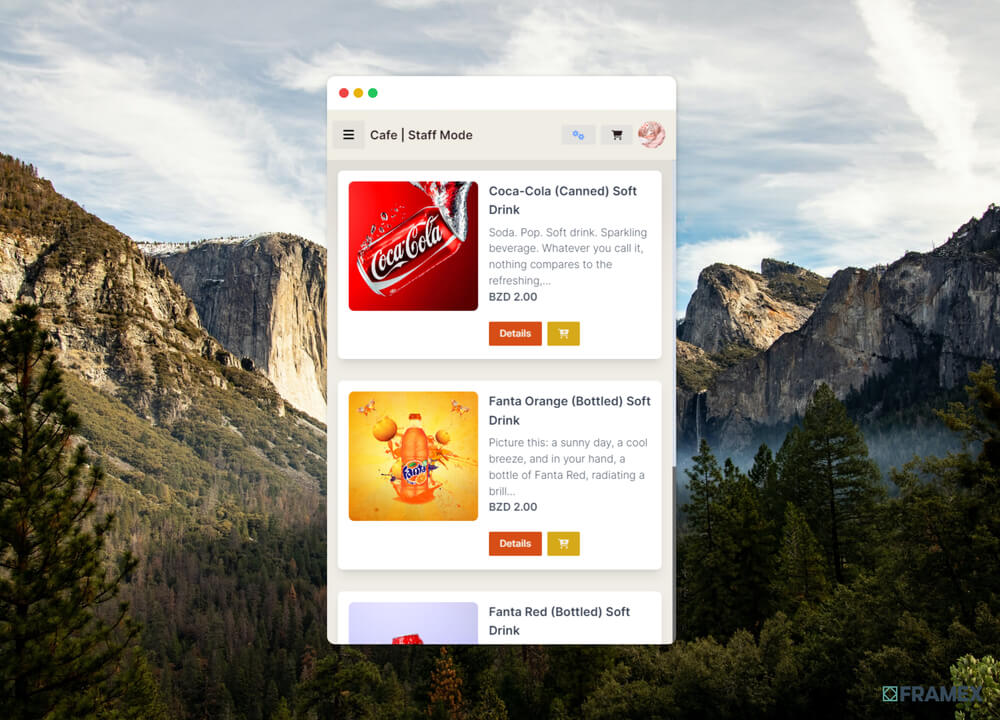 Cafe | Staff Mode
Coca-Cola (Canned) Soft
Drink
Soda. Pop. Soft drink. Sparkling
beverage. Whatever you call it,
nothing compares to the
refreshing,...
BZD 2.00
Details
Coca-Cola
Fanta Orange (Bottled) Soft
Drink
Picture this: a sunny day, a cool
breeze, and in your hand, a
bottle of Fanta Red, radiating a
brill...
BZD 2.00
Details
Fanta
Fanta Red (Bottled) Soft
Drink
FRAMEX